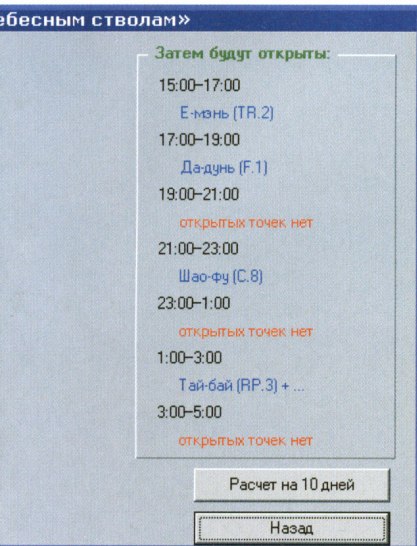 ебесным стволам»
Затем будут открыты:
15:00–17:00
Е-мэнь (TR.2)
17:00–19:00
Да-дунь (F.1)
19:00–21:00
открытых точек нет
21:00–23:00
Шао-фу (C.8)
23:00–1:00
открытых точек нет
1:00–3:00
Тай-бай (RP.3) + ...
3:00–5:00
открытых точек нет
Расчет на 10 дней
Назад